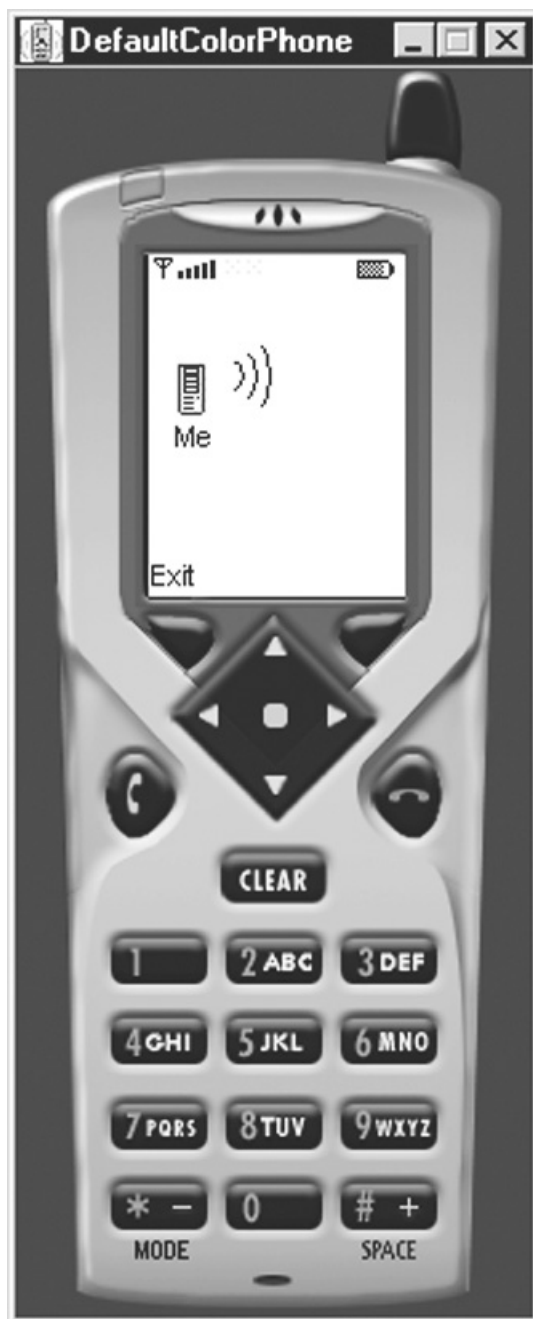 DefaultColorPhone
Me
Exit
CLEAR
1 2 ABC 3 DEF
4 GHI 5 JKL 6 MNO
7 PQRS 8 TUV 9 WXYZ
* - 0 # +
MODE SPACE